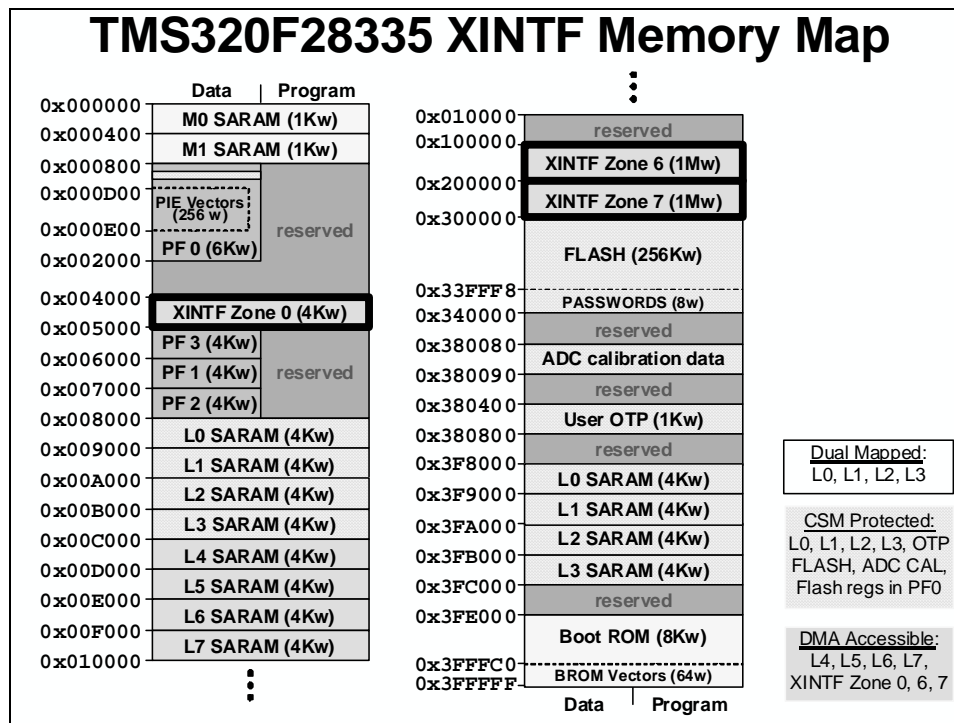 TMS320F28335 XINTF Memory Map
Data Program
0x000000
M0 SARAM (1Kw)
0x000400
M1 SARAM (1Kw)
0x000800
0x000D00
PIE Vectors
(256 w)
reserved
0x000E00
PF 0 (6Kw)
0x002000
0x004000
XINTF Zone 0 (4Kw)
0x005000
PF 3 (4Kw)
0x006000
PF 1 (4Kw)
reserved
0x007000
PF 2 (4Kw)
0x008000
L0 SARAM (4Kw)
0x009000
L1 SARAM (4Kw)
0x00A000
L2 SARAM (4Kw)
0x00B000
L3 SARAM (4Kw)
0x00C000
L4 SARAM (4Kw)
0x00D000
L5 SARAM (4Kw)
0x00E000
L6 SARAM (4Kw)
0x00F000
L7 SARAM (4Kw)
0x010000
0x010000
reserved
0x100000
XINTF Zone 6 (1Mw)
0x200000
XINTF Zone 7 (1Mw)
0x300000
FLASH (256Kw)
0x33FFF8
PASSWORDS (8w)
0x340000
reserved
0x380080
ADC calibration data
0x380090
reserved
0x380400
User OTP (1Kw)
0x380800
reserved
0x3F8000
L0 SARAM (4Kw)
0x3F9000
L1 SARAM (4Kw)
0x3FA000
L2 SARAM (4Kw)
0x3FB000
L3 SARAM (4Kw)
0x3FC000
reserved
0x3FE000
Boot ROM (8Kw)
0x3FFFC0
BROM Vectors (64w)
0x3FFFFF
Data Program
Dual Mapped:
L0, L1, L2, L3
CSM Protected:
L0, L1, L2, L3, OTP
FLASH, ADC CAL,
Flash regs in PF0
DMA Accessible:
L4, L5, L6, L7,
XINTF Zone 0, 6, 7